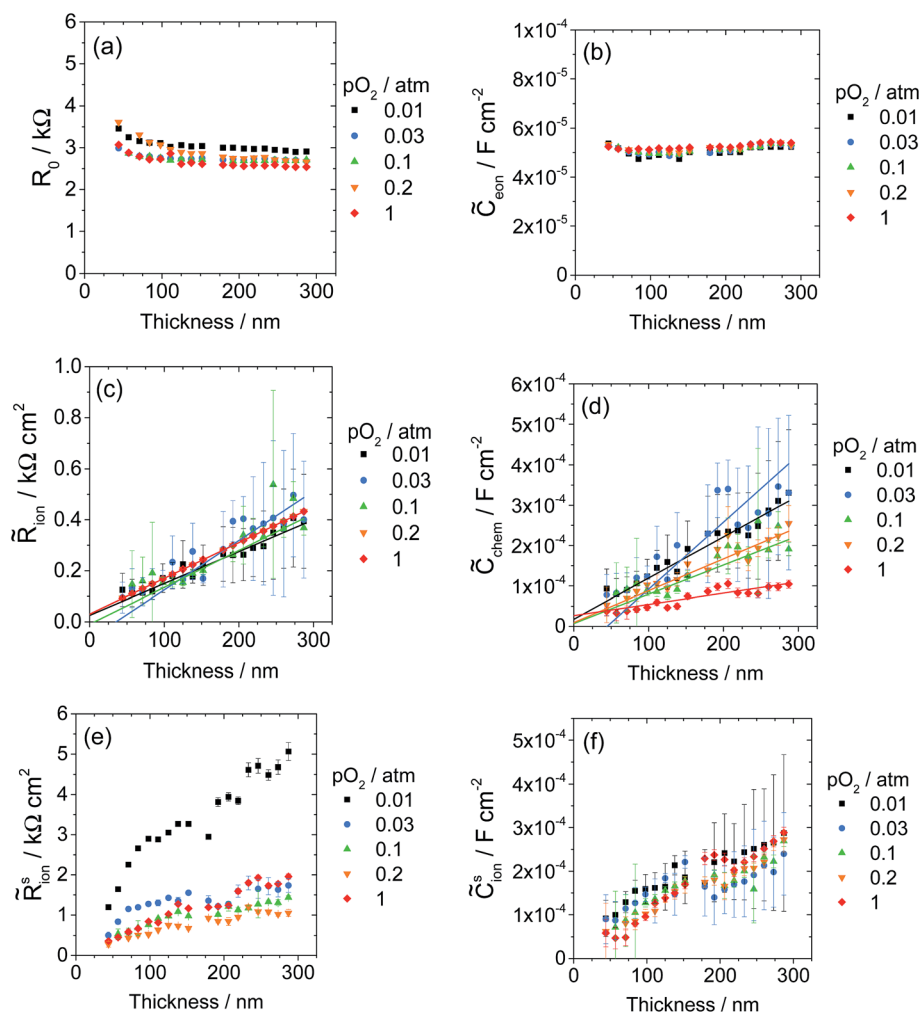 (a)
R₀ / kΩ
6
5
4
3
2
1
0
0 100 200 300
Thickness / nm
pO₂ / atm
0.01
0.03
0.1
0.2
1
(b)
C̃eon / F cm⁻²
1x10⁻⁴
8x10⁻⁵
6x10⁻⁵
4x10⁻⁵
2x10⁻⁵
0
0 100 200 300
Thickness / nm
pO₂ / atm
0.01
0.03
0.1
0.2
1
(c)
R̃ion / kΩ cm²
1.0
0.8
0.6
0.4
0.2
0.0
0 100 200 300
Thickness / nm
pO₂ / atm
0.01
0.03
0.1
0.2
1
(d)
C̃chem / F cm⁻²
6x10⁻⁴
5x10⁻⁴
4x10⁻⁴
3x10⁻⁴
2x10⁻⁴
1x10⁻⁴
0
0 100 200 300
Thickness / nm
pO₂ / atm
0.01
0.03
0.1
0.2
1
(e)
R̃ˢion / kΩ cm²
6
5
4
3
2
1
0
0 100 200 300
Thickness / nm
pO₂ / atm
0.01
0.03
0.1
0.2
1
(f)
C̃ˢion / F cm⁻²
5x10⁻⁴
4x10⁻⁴
3x10⁻⁴
2x10⁻⁴
1x10⁻⁴
0
0 100 200 300
Thickness / nm
pO₂ / atm
0.01
0.03
0.1
0.2
1